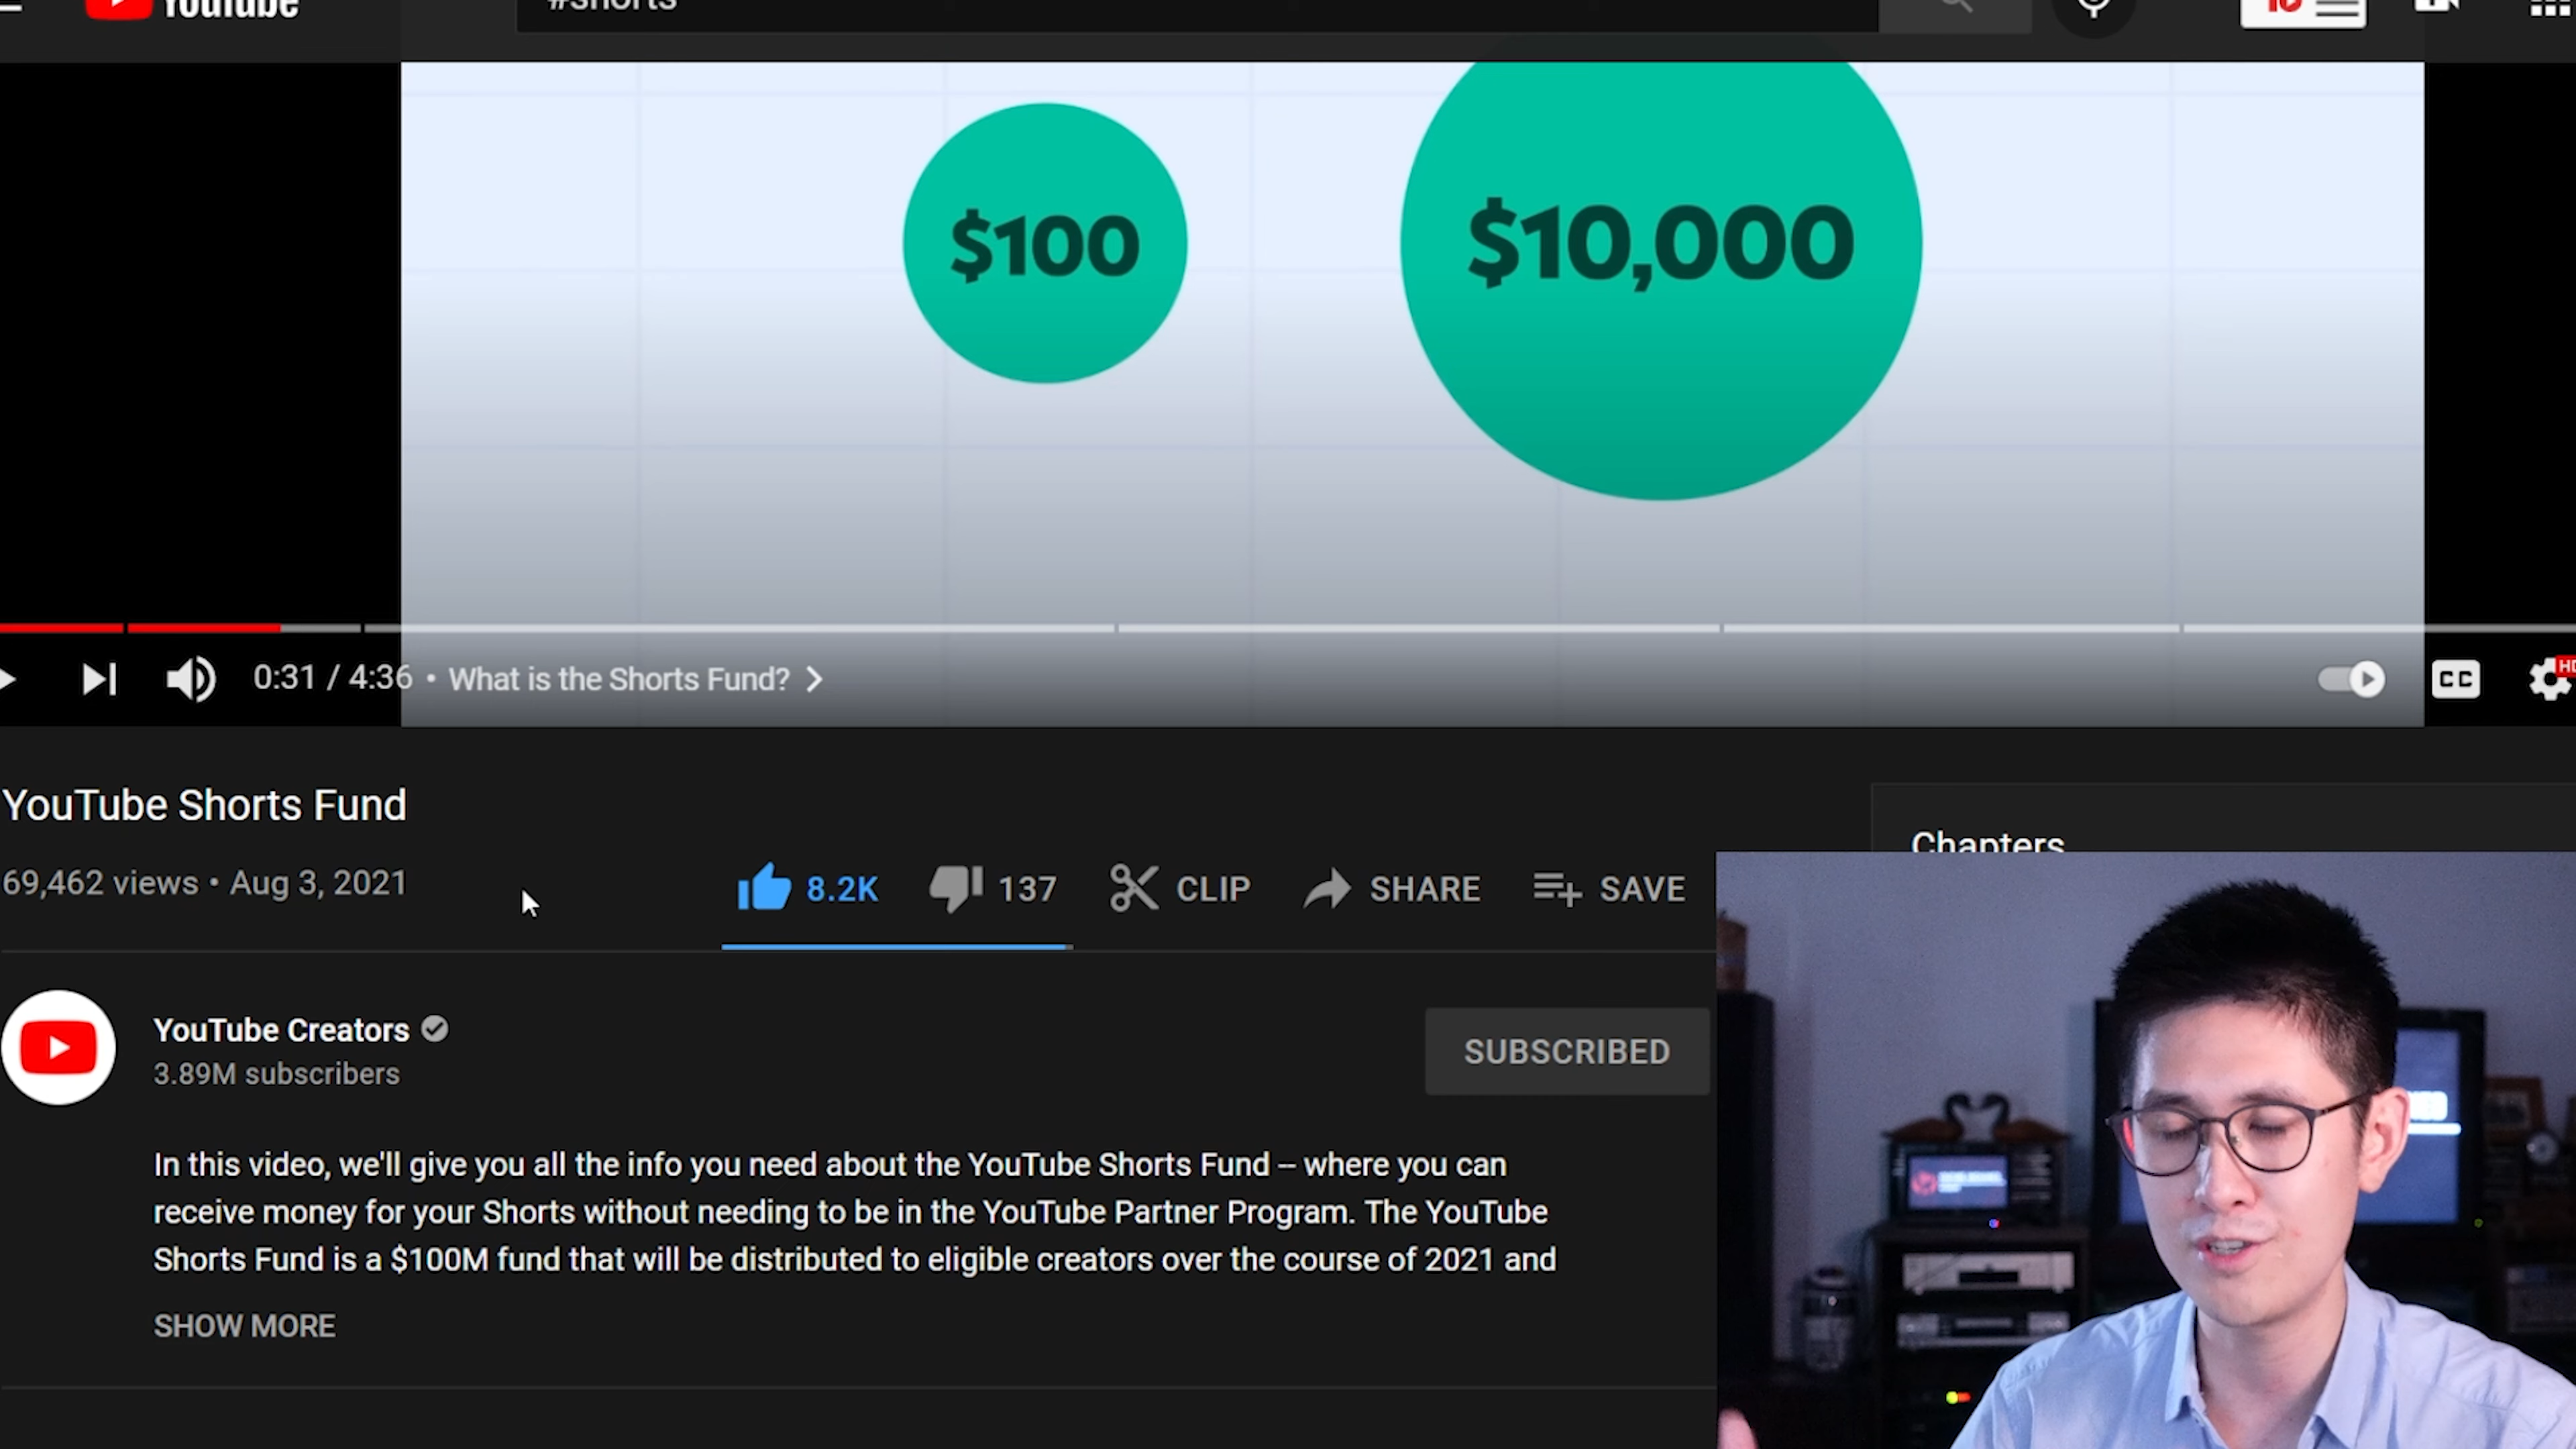 YouTube
#shorts
$100
$10,000
0:31 / 4:36 • What is the Shorts Fund?
CC
HD
YouTube Shorts Fund
69,462 views • Aug 3, 2021
8.2K
137
CLIP
SHARE
SAVE
Chapters
YouTube Creators
3.89M subscribers
SUBSCRIBED
In this video, we'll give you all the info you need about the YouTube Shorts Fund – where you can
receive money for your Shorts without needing to be in the YouTube Partner Program. The YouTube
Shorts Fund is a $100M fund that will be distributed to eligible creators over the course of 2021 and
SHOW MORE